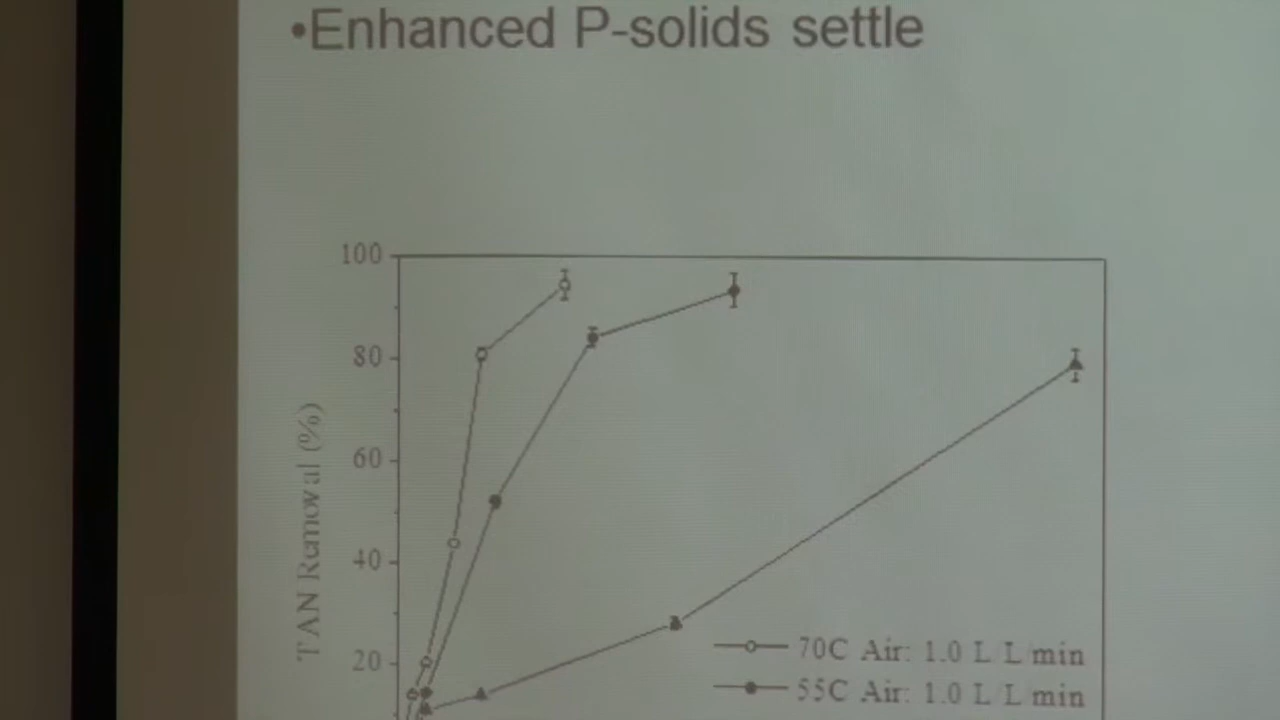 •Enhanced P-solids settle
100
80
60
40
20
TAN Removal (%)
70C Air: 1.0 L L min
55C Air: 1.0 L L min